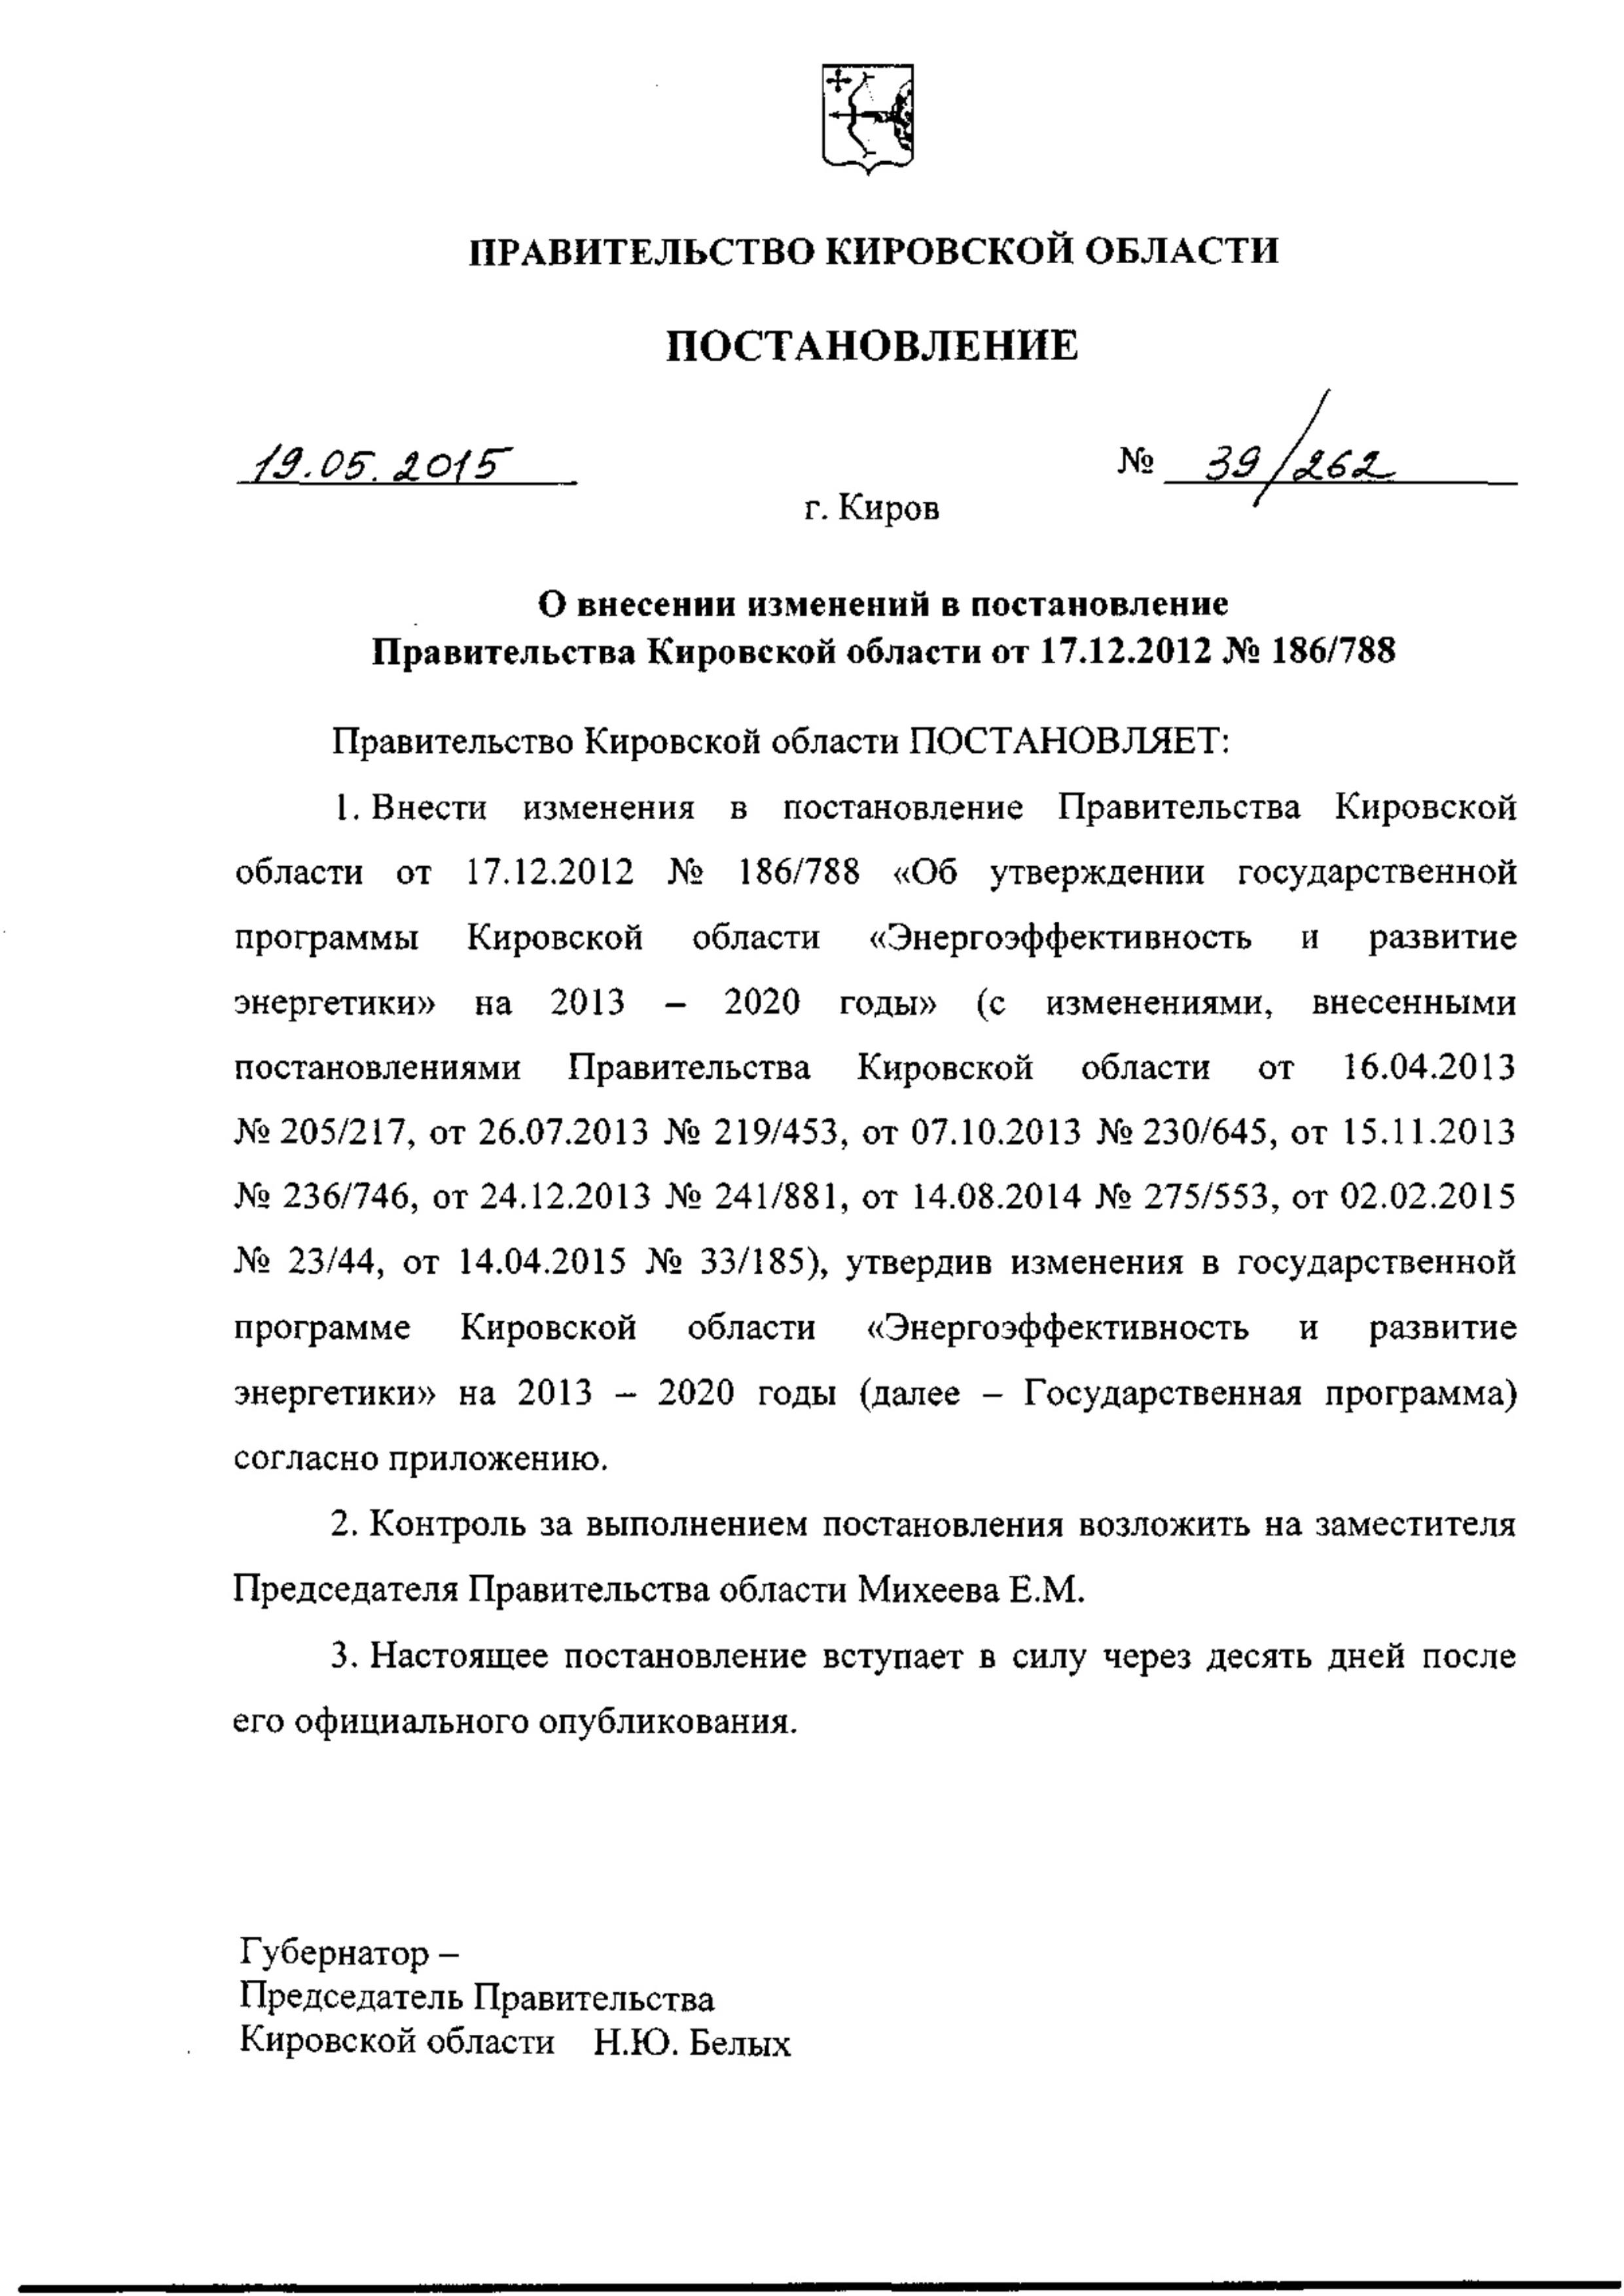 ПРАВИТЕЛЬСТВО КИРОВСКОЙ ОБЛАСТИ
ПОСТАНОВЛЕНИЕ
19.05.2015 № 39/262
г. Киров
О внесении изменений в постановление
Правительства Кировской области от 17.12.2012 № 186/788
Правительство Кировской области ПОСТАНОВЛЯЕТ:
1. Внести изменения в постановление Правительства Кировской
области от 17.12.2012 № 186/788 «Об утверждении государственной
программы Кировской области «Энергоэффективность и развитие
энергетики» на 2013 – 2020 годы» (с изменениями, внесенными
постановлениями Правительства Кировской области от 16.04.2013
№ 205/217, от 26.07.2013 № 219/453, от 07.10.2013 № 230/645, от 15.11.2013
№ 236/746, от 24.12.2013 № 241/881, от 14.08.2014 № 275/553, от 02.02.2015
№ 23/44, от 14.04.2015 № 33/185), утвердив изменения в государственной
программе Кировской области «Энергоэффективность и развитие
энергетики» на 2013 – 2020 годы (далее – Государственная программа)
согласно приложению.
2. Контроль за выполнением постановления возложить на заместителя
Председателя Правительства области Михеева Е.М.
3. Настоящее постановление вступает в силу через десять дней после
его официального опубликования.
Губернатор –
Председатель Правительства
Кировской области Н.Ю. Белых